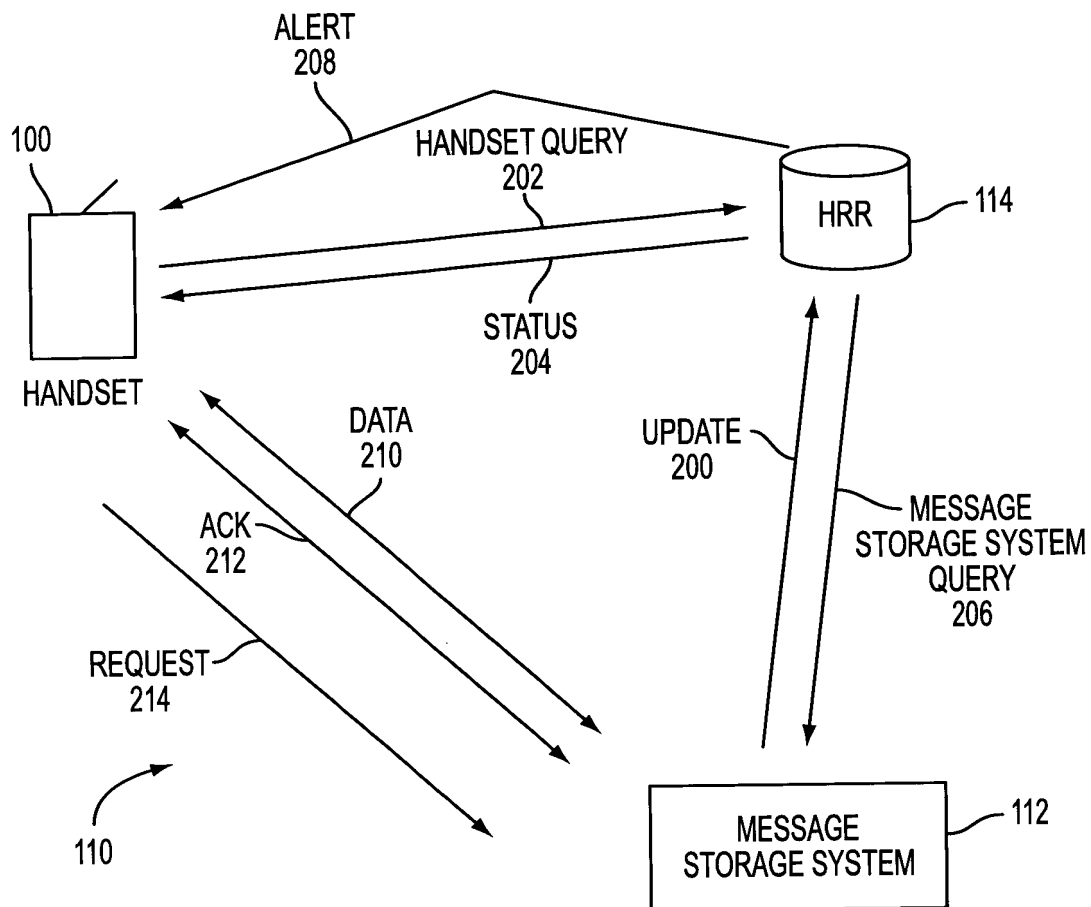 ALERT
208
100
HANDSET QUERY
202
HRR
114
STATUS
204
HANDSET
DATA
210
UPDATE
200
ACK
212
MESSAGE
STORAGE SYSTEM
QUERY
206
REQUEST
214
110
MESSAGE
STORAGE SYSTEM
112